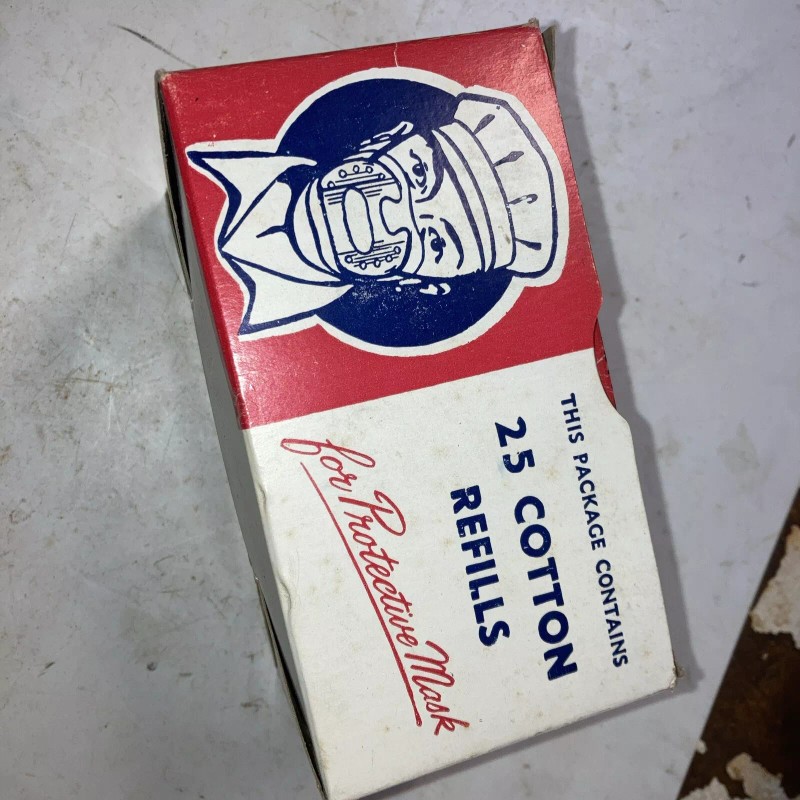 THIS PACKAGE CONTAINS
25 COTTON
REFILLS
for Protective Mask